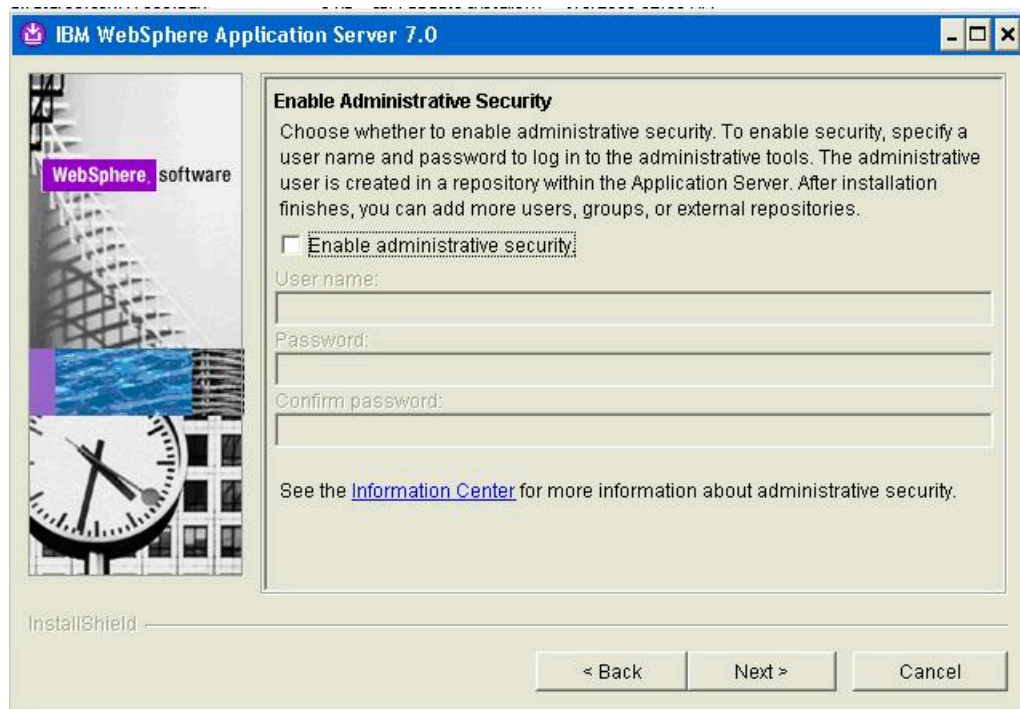 IBM WebSphere Application Server 7.0
WebSphere. software
Enable Administrative Security
Choose whether to enable administrative security. To enable security, specify a
user name and password to log in to the administrative tools. The administrative
user is created in a repository within the Application Server. After installation
finishes, you can add more users, groups, or external repositories.
Enable administrative security.
User name:
Password:
Confirm password:
See the Information Center for more information about administrative security.
InstallShield
< Back
Next >
Cancel